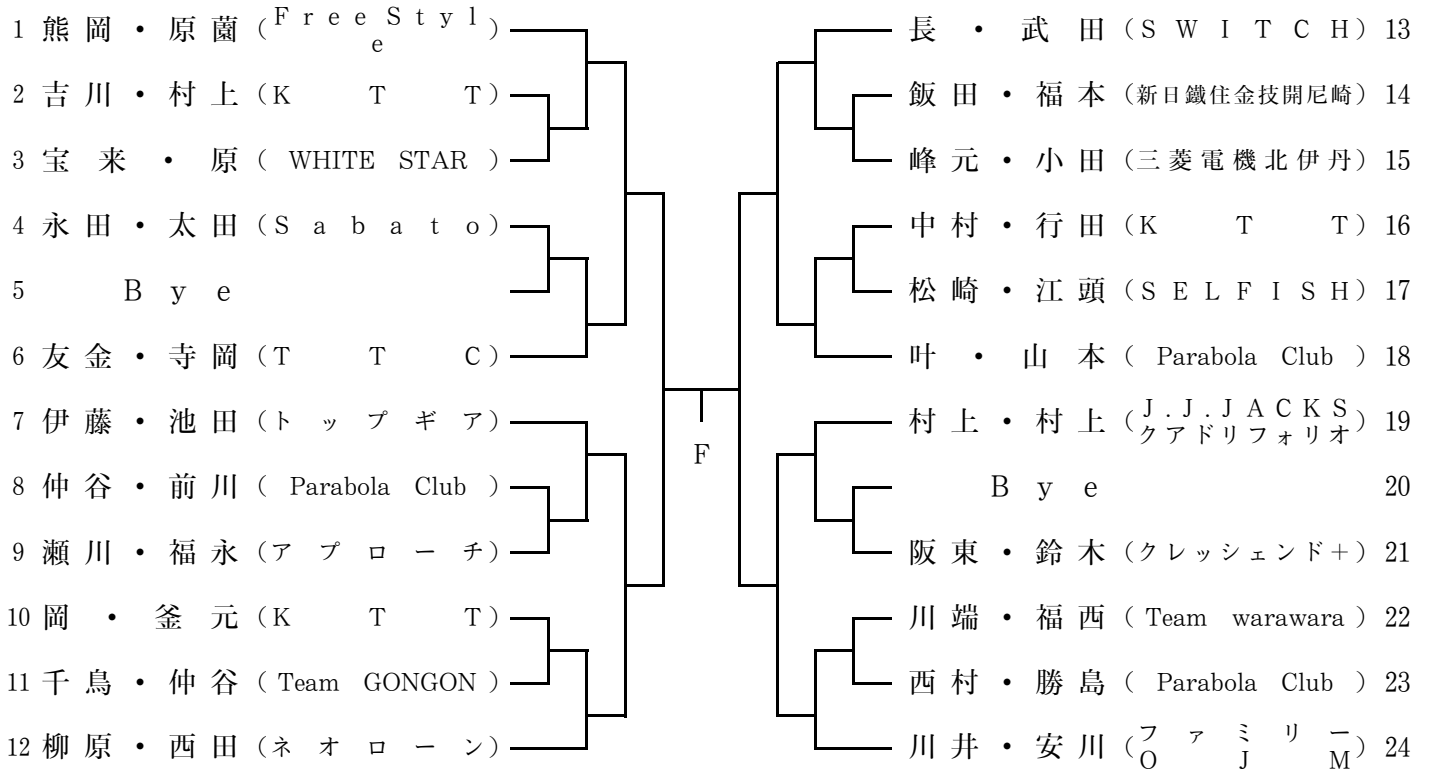 1 熊岡・原薗 (FreeStyle)
2 吉川・村上 (KTT)
3 宝来・原 (WHITE STAR)
4 永田・太田 (Sabato)
5 Bye
6 友金・寺岡 (TTC)
7 伊藤・池田 (トップギア)
8 仲谷・前川 (Parabola Club)
9 瀬川・福永 (アプローチ)
10 岡・釜元 (KTT)
11 千鳥・仲谷 (Team GONGON)
12 柳原・西田 (ネオローン)
F
長・武田 (SWITCH) 13
飯田・福本 (新日鐵住金技開尼崎) 14
峰元・小田 (三菱電機北伊丹) 15
中村・行田 (KTT) 16
松崎・江頭 (SELFISH) 17
叶・山本 (Parabola Club) 18
村上・村上 (J.J.JACKS
クアドリフォリオ) 19
Bye 20
阪東・鈴木 (クレッシェンド+) 21
川端・福西 (Team warawara) 22
西村・勝島 (Parabola Club) 23
川井・安川 (ファミリー
OJM) 24